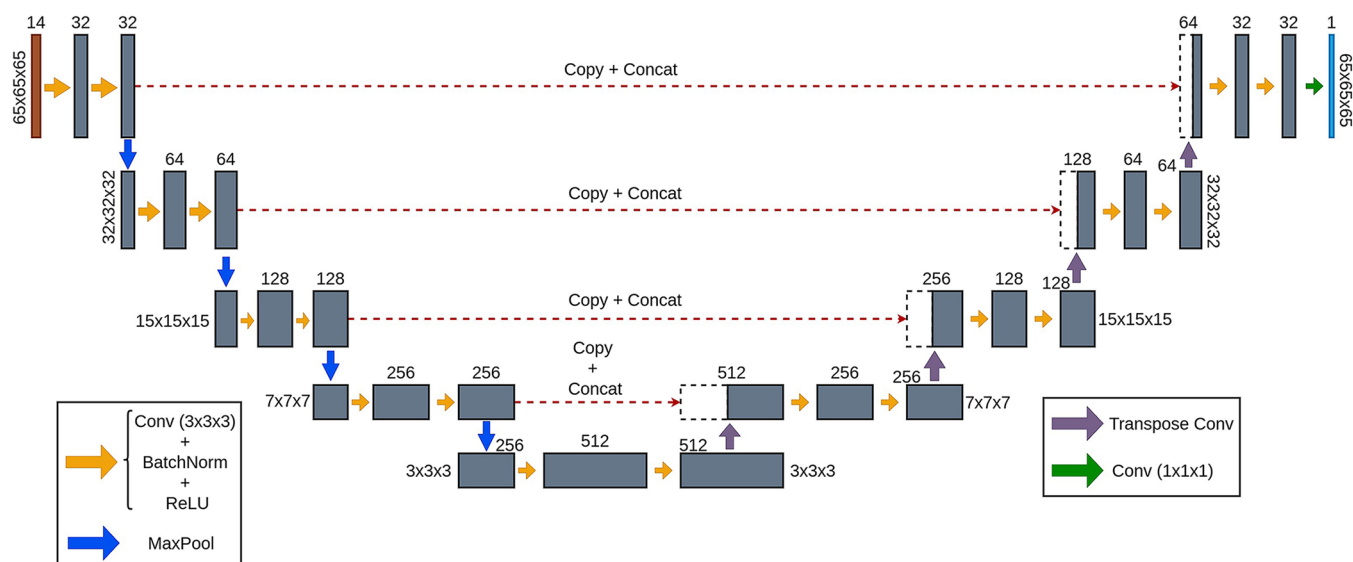 14 32 32 64 32 32 1
65x65x65
Copy + Concat
65x65x65
64 64 128 64 64
32x32x32
Copy + Concat
32x32x32
128 128 256 128 128
15x15x15
Copy + Concat
15x15x15
Copy
+
Concat
256 256 512 256 256
7x7x7
7x7x7
256 512 512
3x3x3
3x3x3
Conv (3x3x3)
+
BatchNorm
+
ReLU
MaxPool
Transpose Conv
Conv (1x1x1)